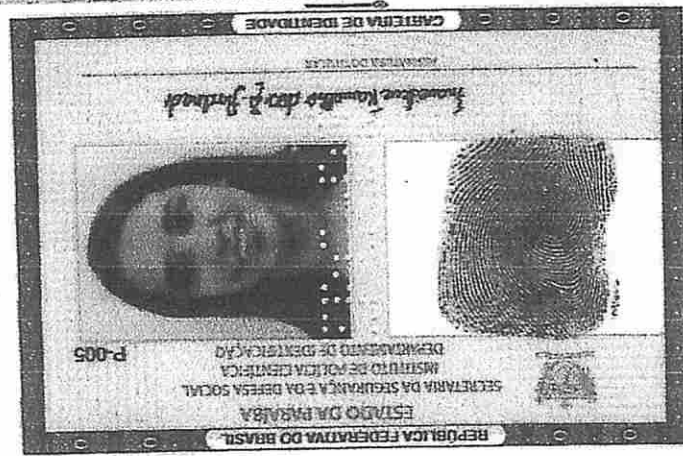 REPÚBLICA FEDERATIVA DO BRASIL
ESTADO DA PARAÍBA
SECRETARIA DA SEGURANÇA E DA DEFESA SOCIAL
INSTITUTO DE POLÍCIA CIENTÍFICA
DEPARTAMENTO DE IDENTIFICAÇÃO
P-005
ASSINATURA DO TITULAR
CARTEIRA DE IDENTIDADE